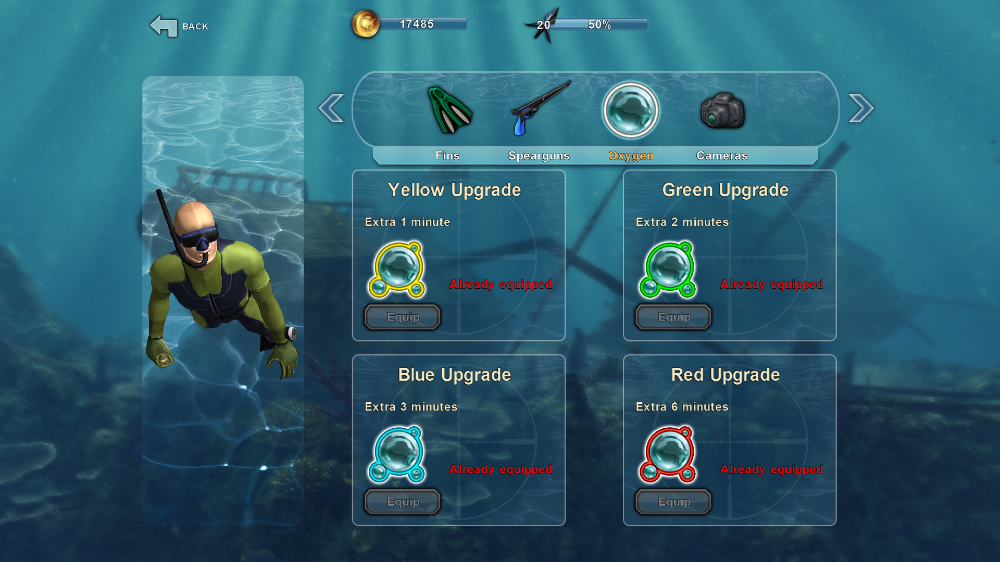 BACK
17485
20
50%
Fins
Spearguns
Oxygen
Cameras
Yellow Upgrade
Extra 1 minute
Already equipped
Equip
Green Upgrade
Extra 2 minutes
Already equipped
Equip
Blue Upgrade
Extra 3 minutes
Already equipped
Equip
Red Upgrade
Extra 6 minutes
Already equipped
Equip